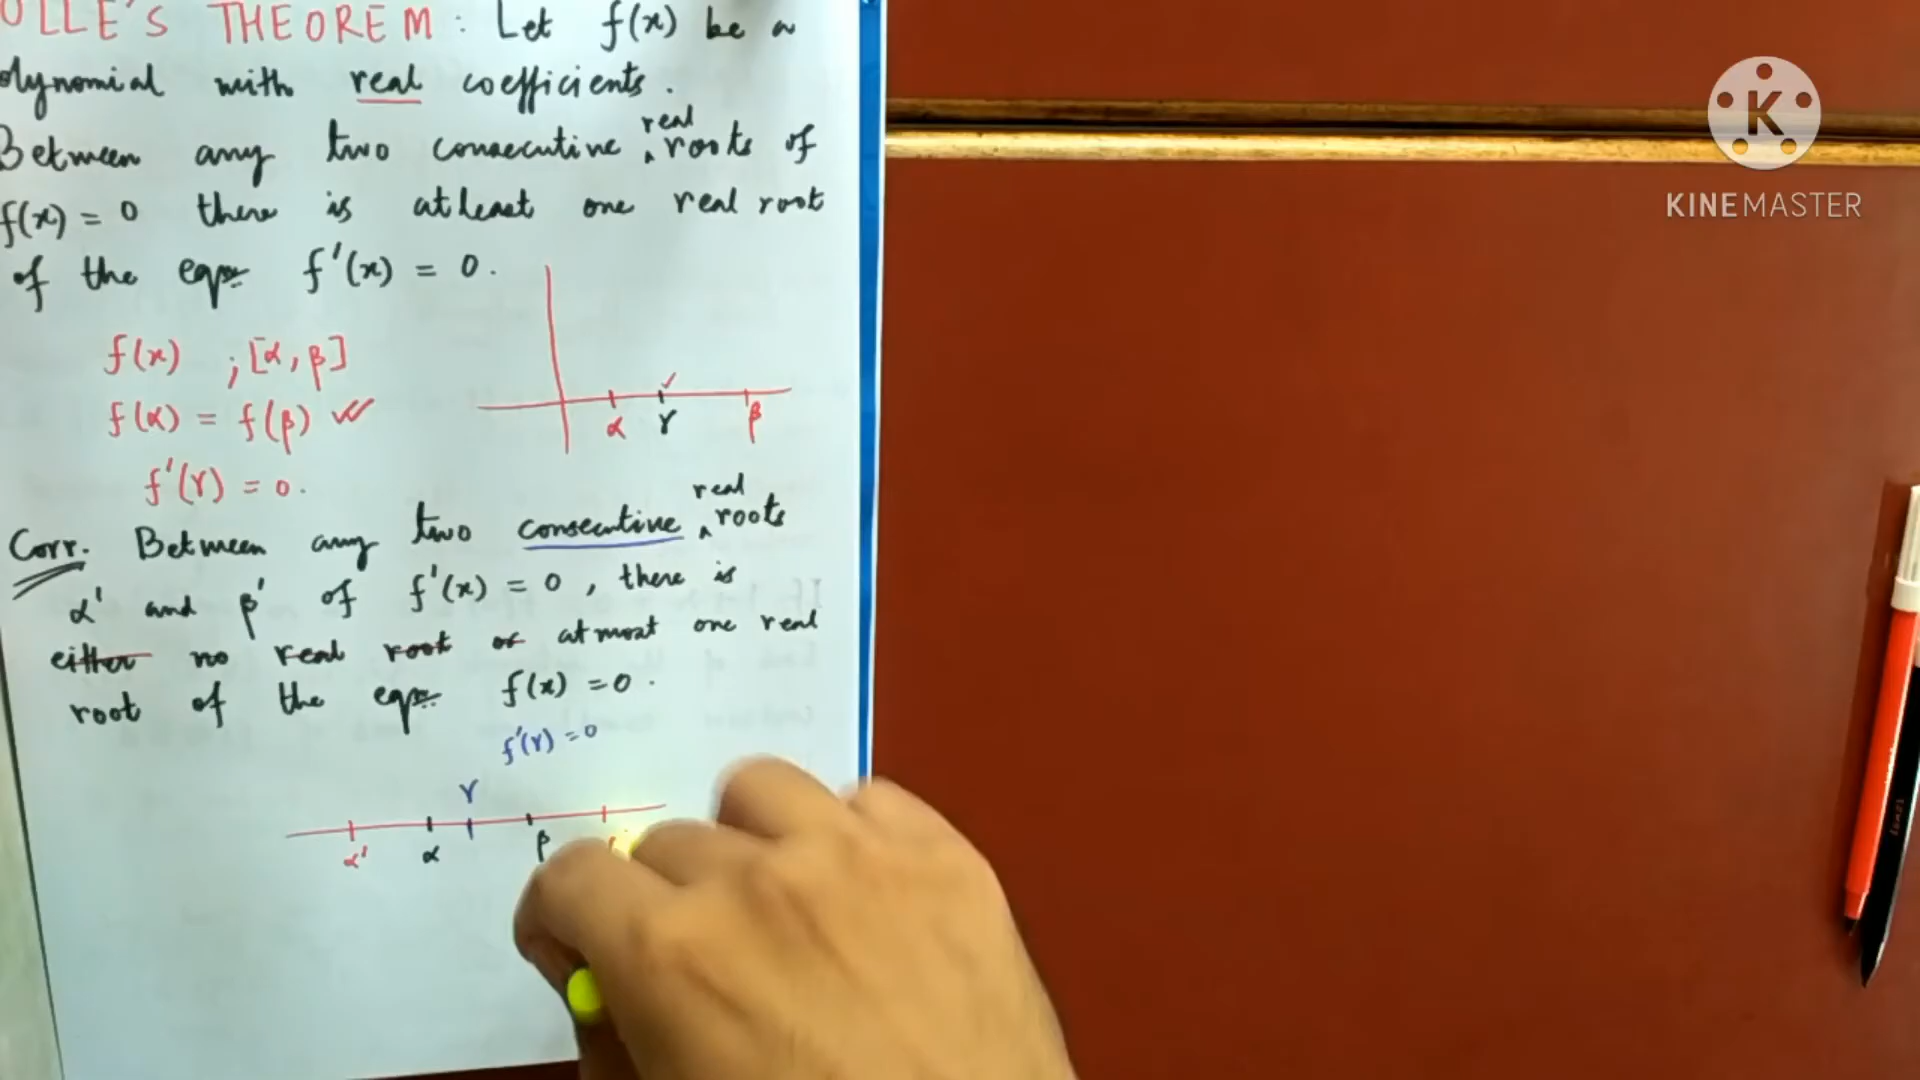 OLLE'S THEOREM : Let f(x) be a
olynomial with real coefficients.
Between any two consecutive real roots of
f(x) = 0 there is atleast one real root
of the eqn f'(x) = 0.
f(x) ; [α, β]
f(α) = f(β)
f'(γ) = 0.
α γ β
Corr. Between any two consecutive real roots
α' and β' of f'(x) = 0, there is
either no real root or atmost one real
root of the eqn f(x) = 0.
f'(γ) = 0
γ
α' α β
K
KINEMASTER